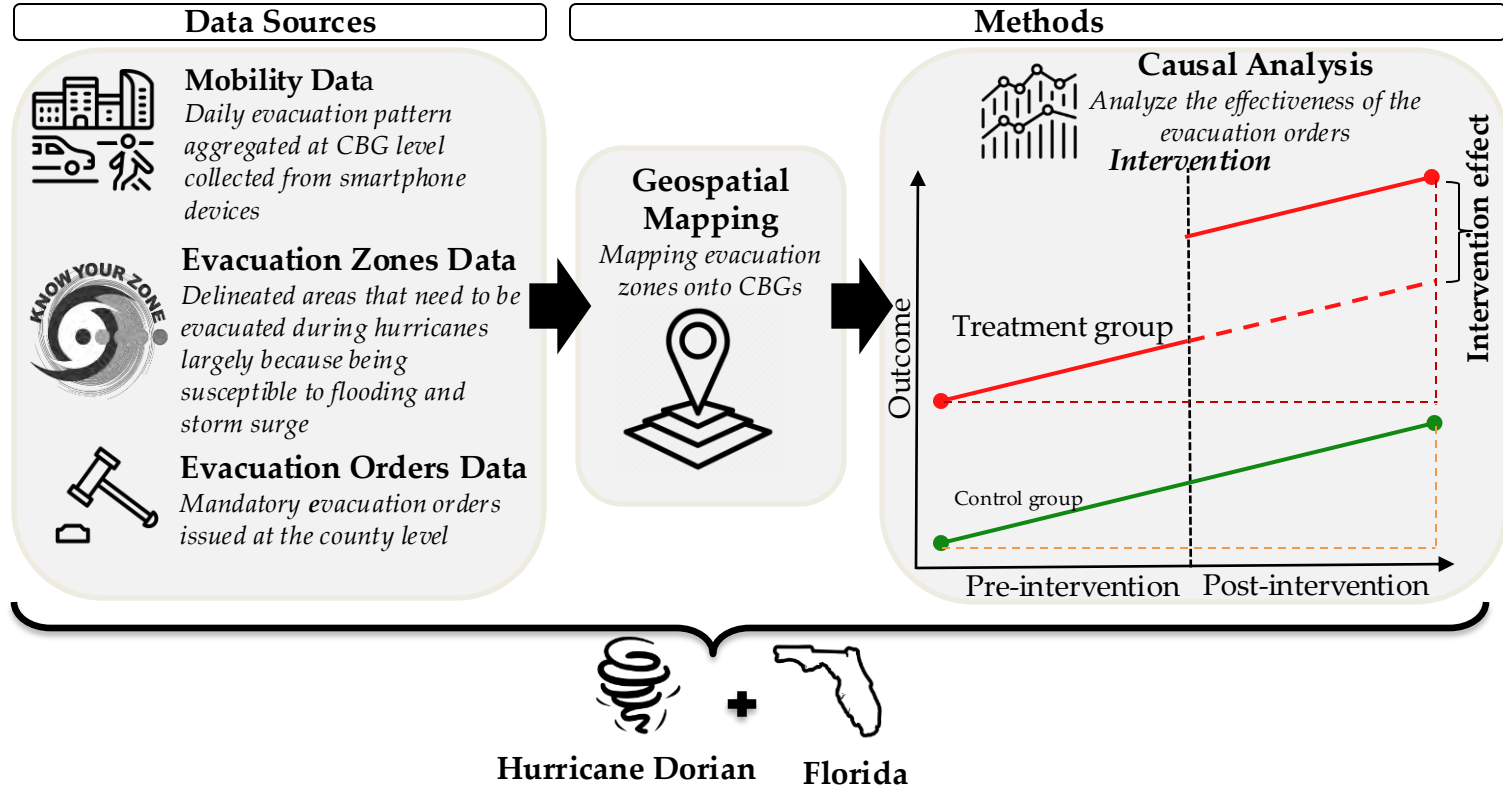 Data Sources
Methods
Mobility Data
Daily evacuation pattern
aggregated at CBG level
collected from smartphone
devices
KNOW YOUR ZONE
Evacuation Zones Data
Delineated areas that need to be
evacuated during hurricanes
largely because being
susceptible to flooding and
storm surge
Evacuation Orders Data
Mandatory evacuation orders
issued at the county level
Geospatial
Mapping
Mapping evacuation
zones onto CBGs
Causal Analysis
Analyze the effectiveness of the
evacuation orders
Intervention
Intervention effect
Outcome
Treatment group
Control group
Pre-intervention
Post-intervention
Hurricane Dorian
Florida